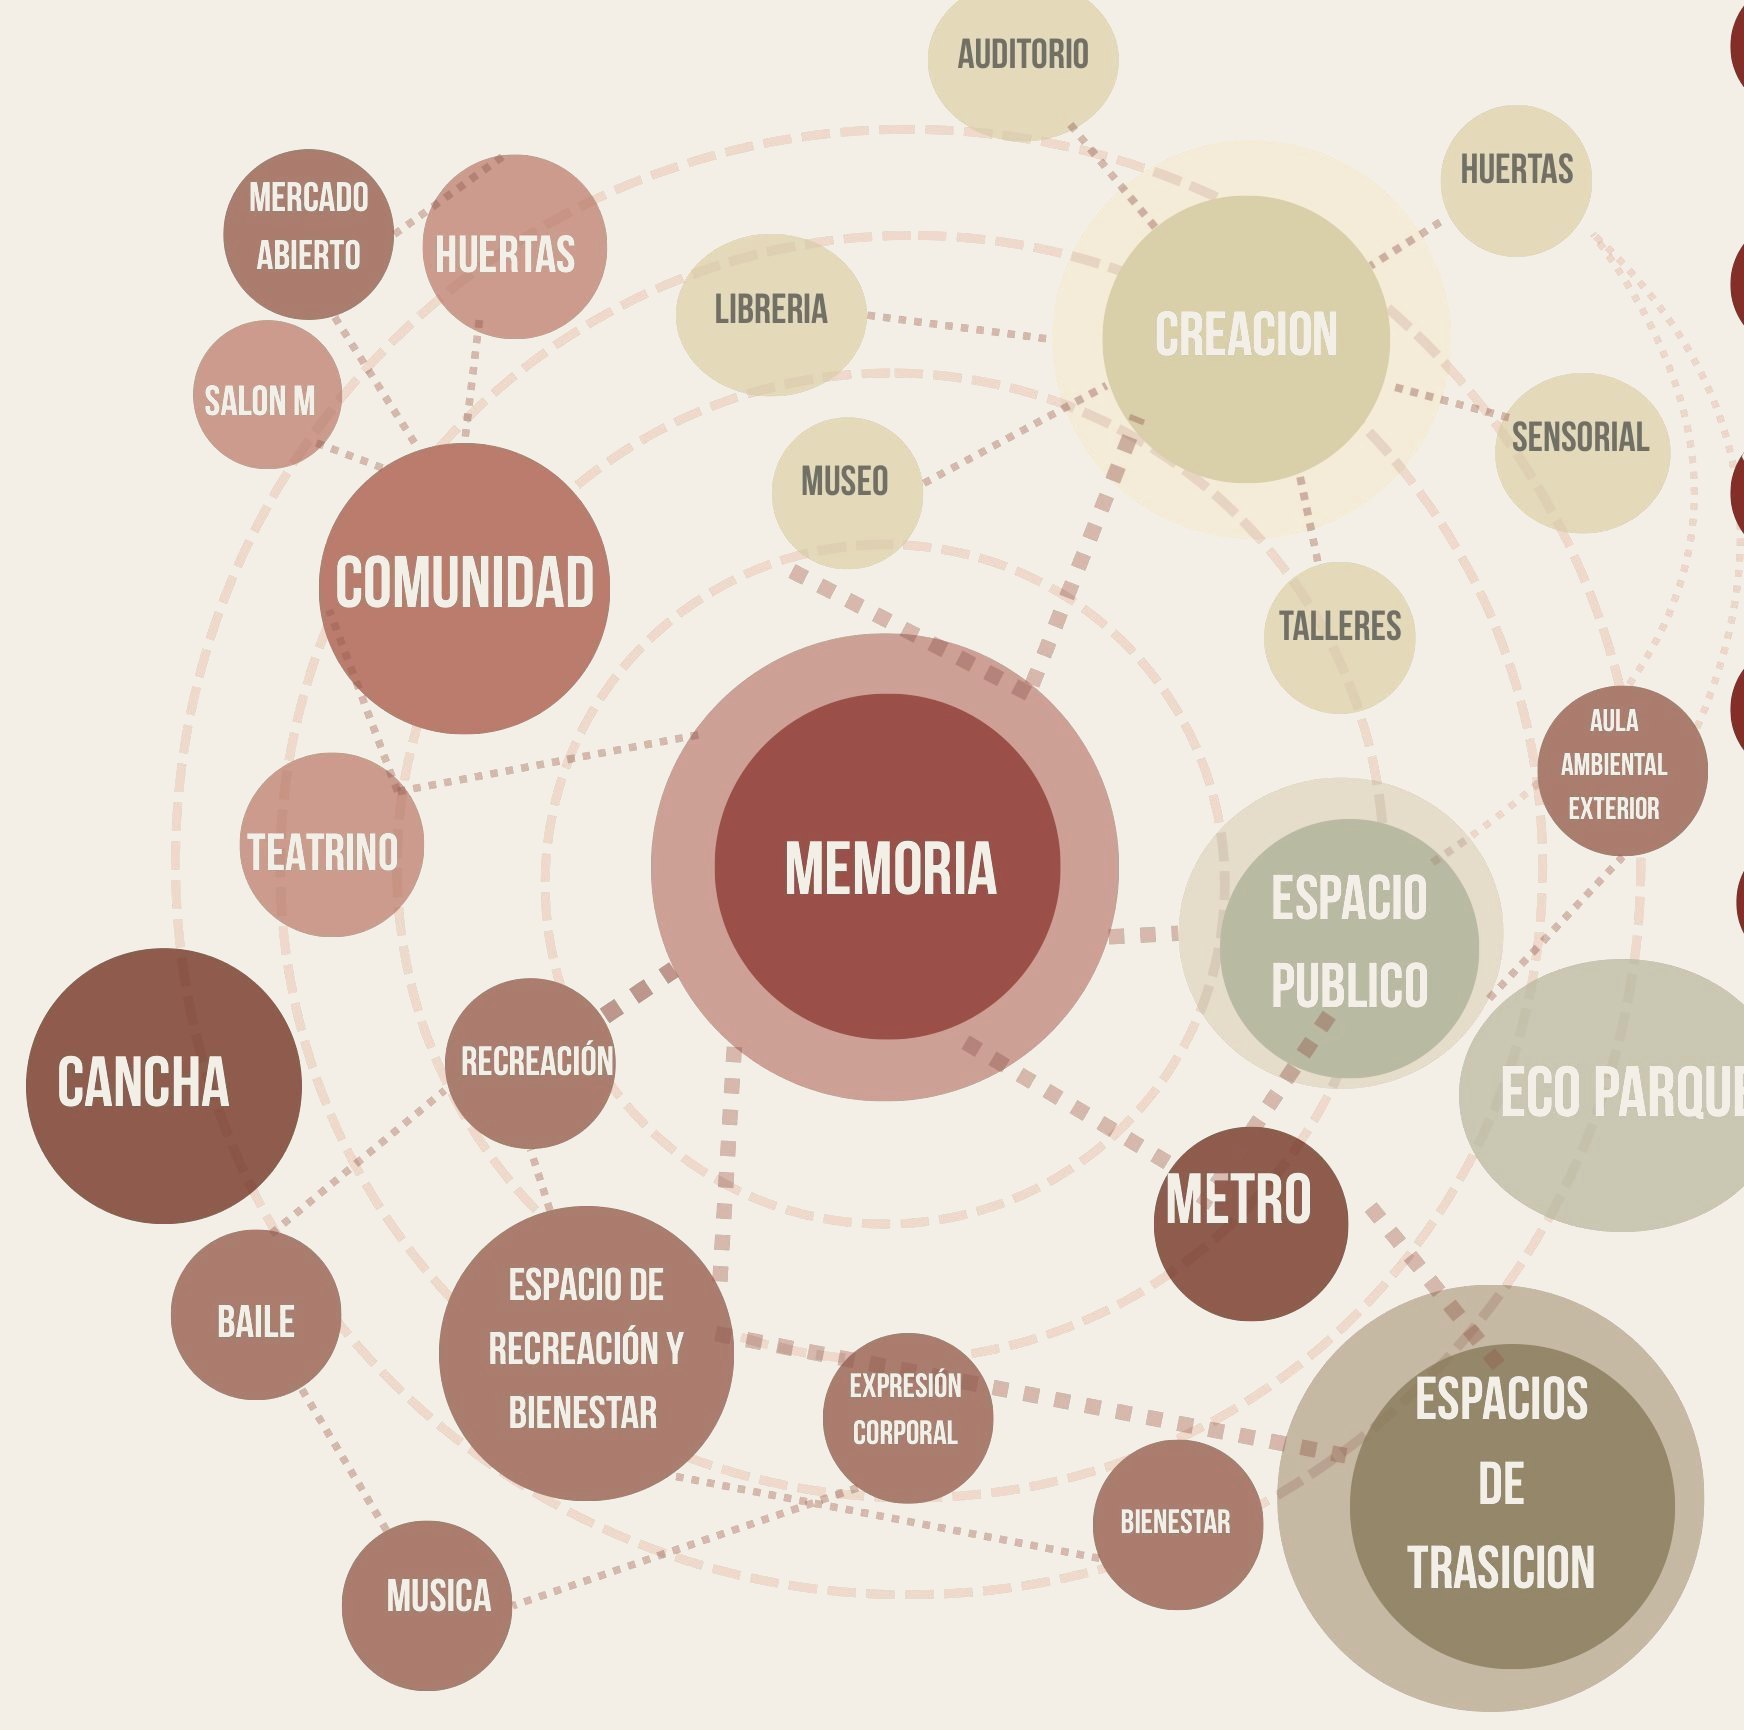 AUDITORIO
HUERTAS
MERCADO
ABIERTO
HUERTAS
LIBRERIA
CREACION
SALON M
SENSORIAL
MUSEO
COMUNIDAD
TALLERES
AULA
AMBIENTAL
EXTERIOR
TEATRINO
MEMORIA
ESPACIO
PUBLICO
CANCHA
RECREACIÓN
ECO PARQUE
METRO
BAILE
ESPACIO DE
RECREACIÓN Y
BIENESTAR
EXPRESIÓN
CORPORAL
ESPACIOS
DE
TRASICION
BIENESTAR
MUSICA